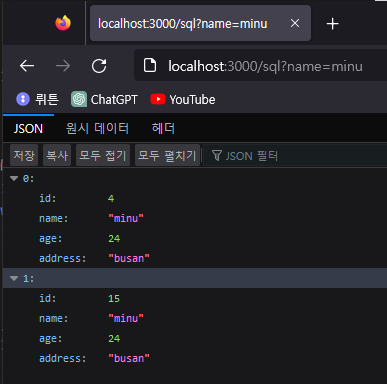 localhost:3000/sql?name=minu
localhost:3000/sql?name=minu
뤼튼 ChatGPT YouTube
JSON 원시 데이터 헤더
저장 복사 모두 접기 모두 펼치기 JSON 필터
0:
id: 4
name: "minu"
age: 24
address: "busan"
1:
id: 15
name: "minu"
age: 24
address: "busan"